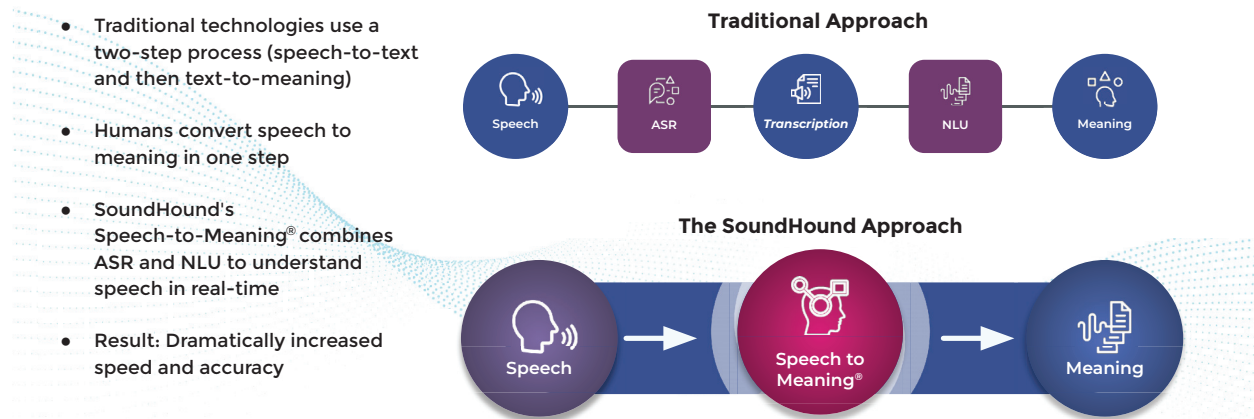 ● Traditional technologies use a
two-step process (speech-to-text
and then text-to-meaning)
● Humans convert speech to
meaning in one step
● SoundHound's
Speech-to-Meaning® combines
ASR and NLU to understand
speech in real-time
● Result: Dramatically increased
speed and accuracy
Traditional Approach
Speech
ASR
Transcription
NLU
Meaning
The SoundHound Approach
Speech
Speech to
Meaning®
Meaning